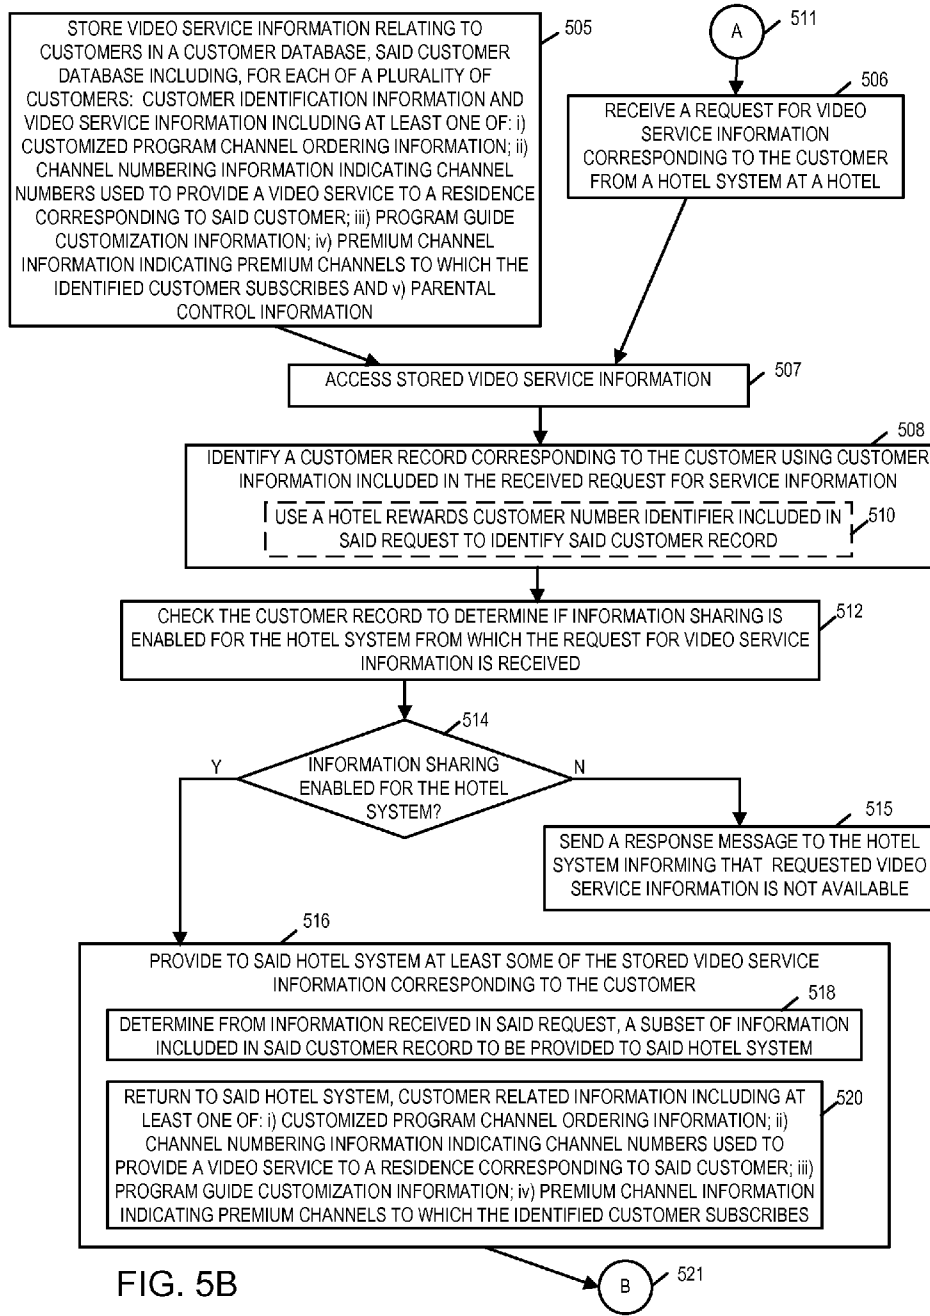 STORE VIDEO SERVICE INFORMATION RELATING TO
CUSTOMERS IN A CUSTOMER DATABASE, SAID CUSTOMER
DATABASE INCLUDING, FOR EACH OF A PLURALITY OF
CUSTOMERS: CUSTOMER IDENTIFICATION INFORMATION AND
VIDEO SERVICE INFORMATION INCLUDING AT LEAST ONE OF: i)
CUSTOMIZED PROGRAM CHANNEL ORDERING INFORMATION; ii)
CHANNEL NUMBERING INFORMATION INDICATING CHANNEL
NUMBERS USED TO PROVIDE A VIDEO SERVICE TO A RESIDENCE
CORRESPONDING TO SAID CUSTOMER; iii) PROGRAM GUIDE
CUSTOMIZATION INFORMATION; iv) PREMIUM CHANNEL
INFORMATION INDICATING PREMIUM CHANNELS TO WHICH THE
IDENTIFIED CUSTOMER SUBSCRIBES AND v) PARENTAL
CONTROL INFORMATION
505
A
511
506
RECEIVE A REQUEST FOR VIDEO
SERVICE INFORMATION
CORRESPONDING TO THE CUSTOMER
FROM A HOTEL SYSTEM AT A HOTEL
ACCESS STORED VIDEO SERVICE INFORMATION
507
508
IDENTIFY A CUSTOMER RECORD CORRESPONDING TO THE CUSTOMER USING CUSTOMER
INFORMATION INCLUDED IN THE RECEIVED REQUEST FOR SERVICE INFORMATION
USE A HOTEL REWARDS CUSTOMER NUMBER IDENTIFIER INCLUDED IN
SAID REQUEST TO IDENTIFY SAID CUSTOMER RECORD
510
CHECK THE CUSTOMER RECORD TO DETERMINE IF INFORMATION SHARING IS
ENABLED FOR THE HOTEL SYSTEM FROM WHICH THE REQUEST FOR VIDEO SERVICE
INFORMATION IS RECEIVED
512
514
INFORMATION SHARING
ENABLED FOR THE HOTEL
SYSTEM?
Y
N
515
SEND A RESPONSE MESSAGE TO THE HOTEL
SYSTEM INFORMING THAT REQUESTED VIDEO
SERVICE INFORMATION IS NOT AVAILABLE
516
PROVIDE TO SAID HOTEL SYSTEM AT LEAST SOME OF THE STORED VIDEO SERVICE
INFORMATION CORRESPONDING TO THE CUSTOMER
518
DETERMINE FROM INFORMATION RECEIVED IN SAID REQUEST, A SUBSET OF INFORMATION
INCLUDED IN SAID CUSTOMER RECORD TO BE PROVIDED TO SAID HOTEL SYSTEM
RETURN TO SAID HOTEL SYSTEM, CUSTOMER RELATED INFORMATION INCLUDING AT
LEAST ONE OF: i) CUSTOMIZED PROGRAM CHANNEL ORDERING INFORMATION; ii)
CHANNEL NUMBERING INFORMATION INDICATING CHANNEL NUMBERS USED TO
PROVIDE A VIDEO SERVICE TO A RESIDENCE CORRESPONDING TO SAID CUSTOMER; iii)
PROGRAM GUIDE CUSTOMIZATION INFORMATION; iv) PREMIUM CHANNEL INFORMATION
INDICATING PREMIUM CHANNELS TO WHICH THE IDENTIFIED CUSTOMER SUBSCRIBES
520
B
521
FIG. 5B